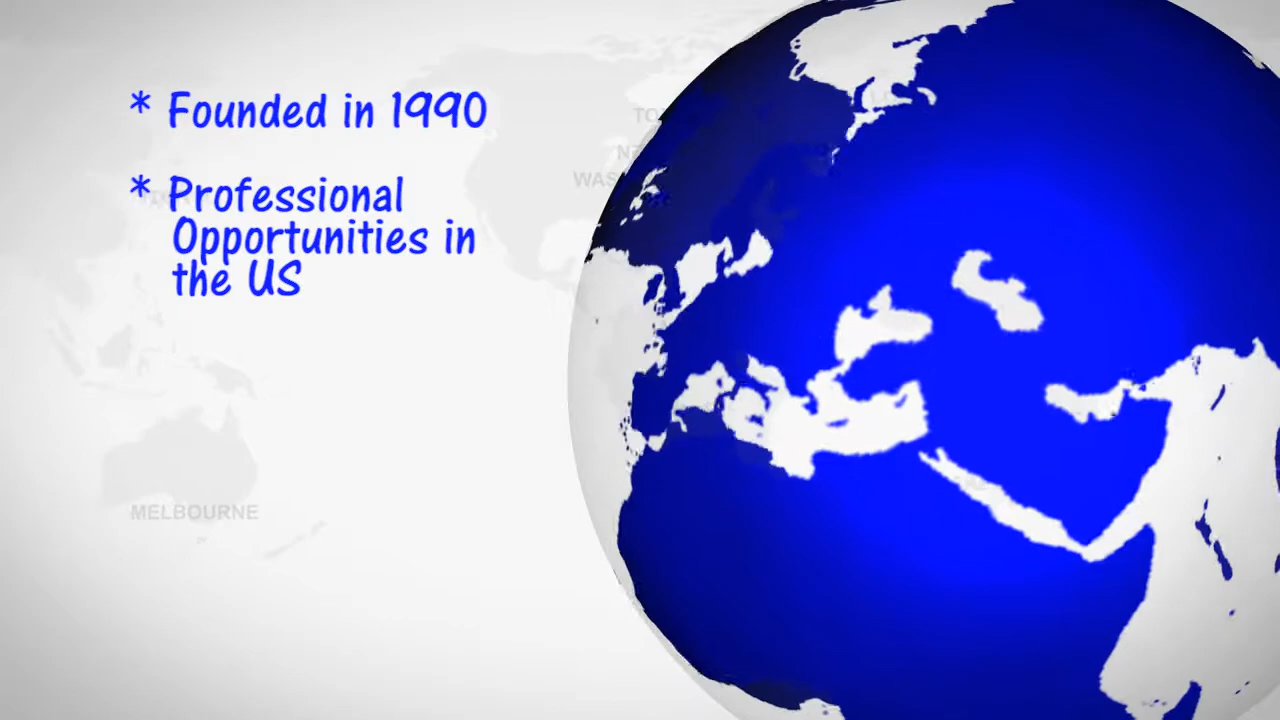 * Founded in 1990
* Professional
Opportunities in
the US
MELBOURNE